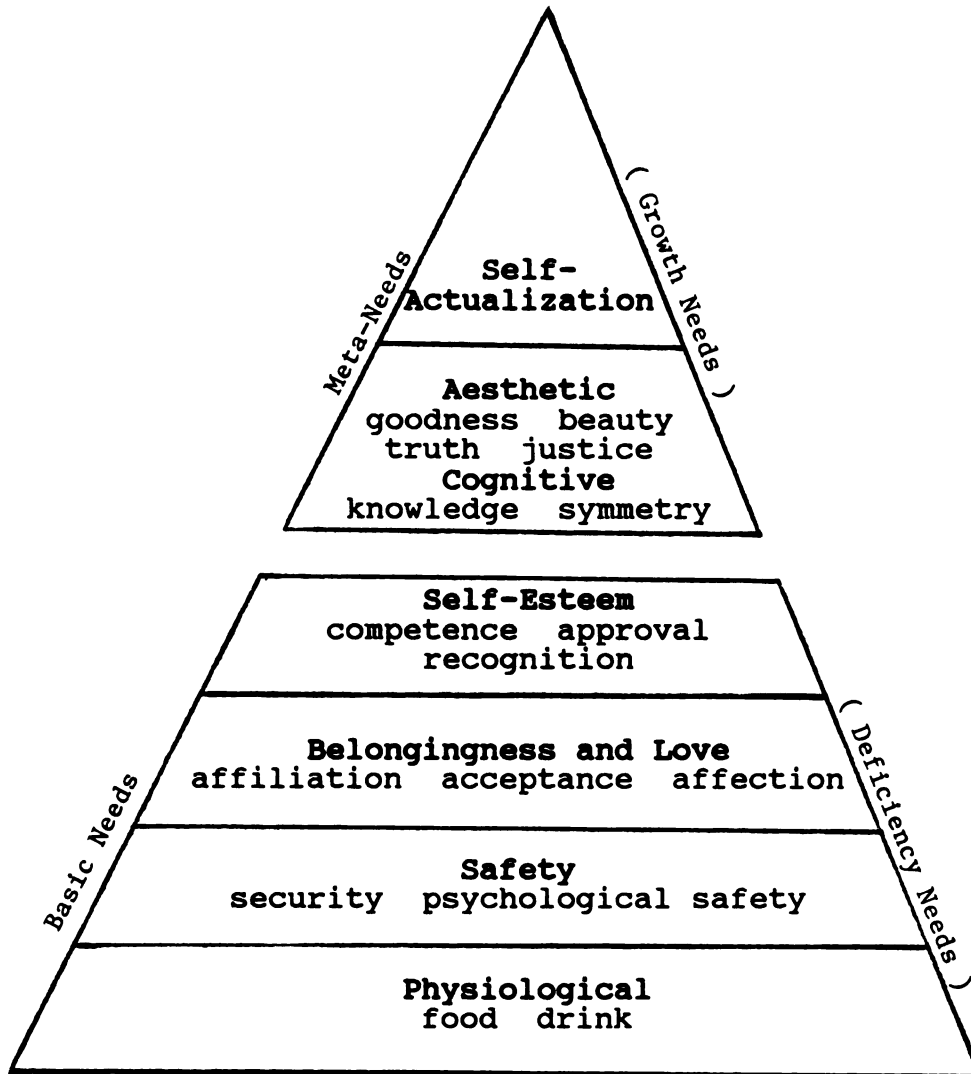 ( Growth Needs )
Meta-Needs
Self-
Actualization
Aesthetic
goodness beauty
truth justice
Cognitive
knowledge symmetry
Self-Esteem
competence approval
recognition
( Deficiency Needs )
Basic Needs
Belongingness and Love
affiliation acceptance affection
Safety
security psychological safety
Physiological
food drink